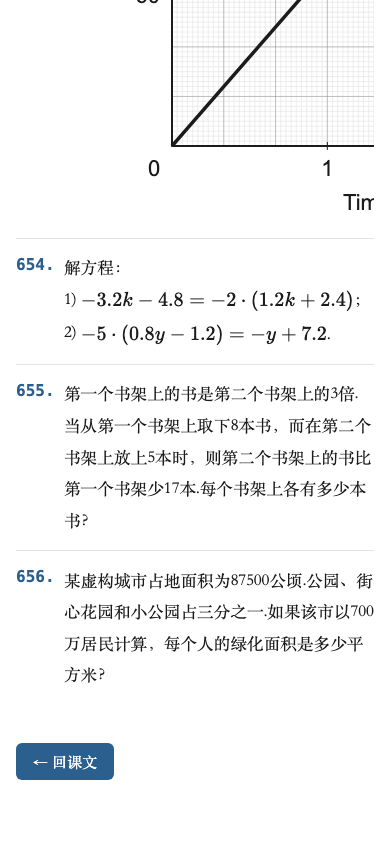 0
1
654. 解方程：
1) −3.2k − 4.8 = −2 · (1.2k + 2.4);
2) −5 · (0.8y − 1.2) = −y + 7.2.
655. 第一个书架上的书是第二个书架上的3倍.
当从第一个书架上取下8本书，而在第二个
书架上放上5本时，则第二个书架上的书比
第一个书架少17本.每个书架上各有多少本
书?
656. 某虚构城市占地面积为87500公顷.公园、街
心花园和小公园占三分之一.如果该市以700
万居民计算，每个人的绿化面积是多少平
方米?
← 回课文